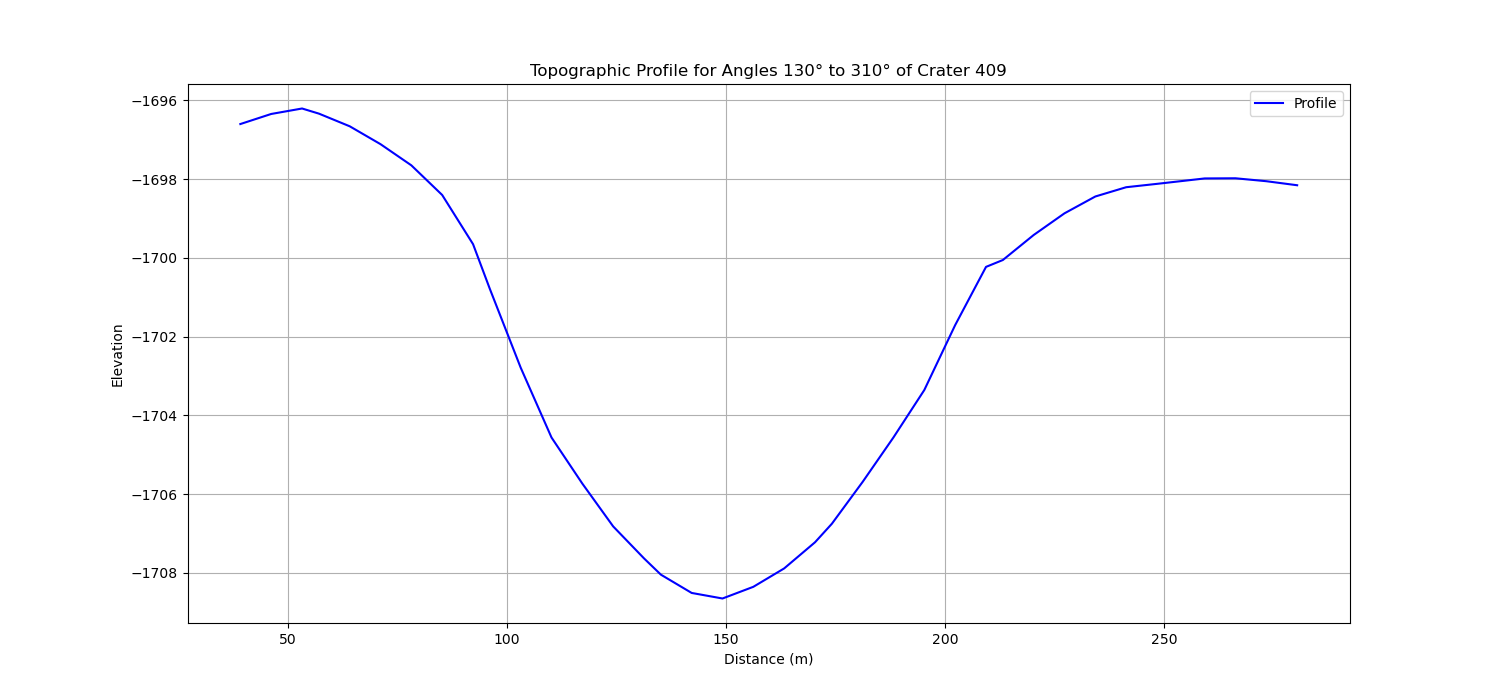 Topographic Profile for Angles 130° to 310° of Crater 409
Profile
−1696
−1698
−1700
−1702
−1704
−1706
−1708
Elevation
50 100 150 200 250
Distance (m)